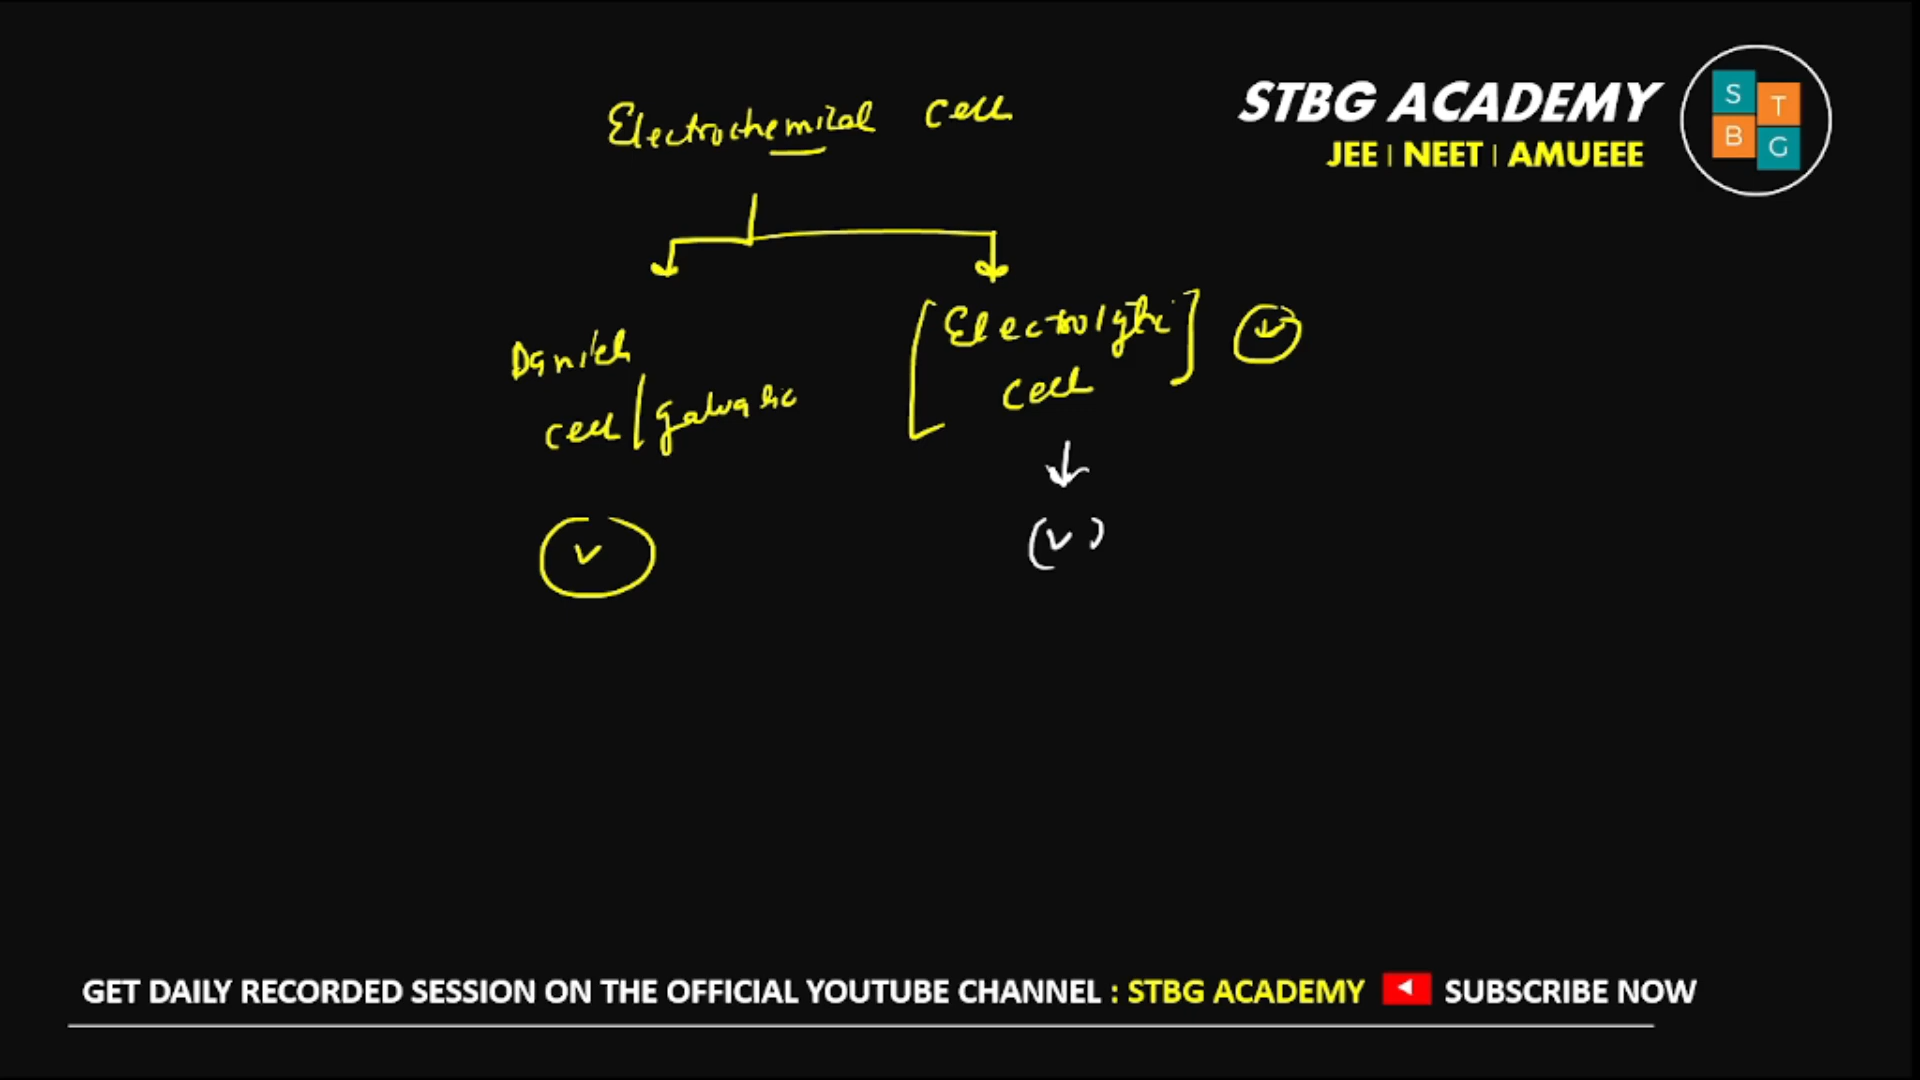 Electrochemical cell
STBG ACADEMY
JEE | NEET | AMUEEE
S T
B G
[Electrolytic
cell]
cell/galvanic
GET DAILY RECORDED SESSION ON THE OFFICIAL YOUTUBE CHANNEL : STBG ACADEMY SUBSCRIBE NOW